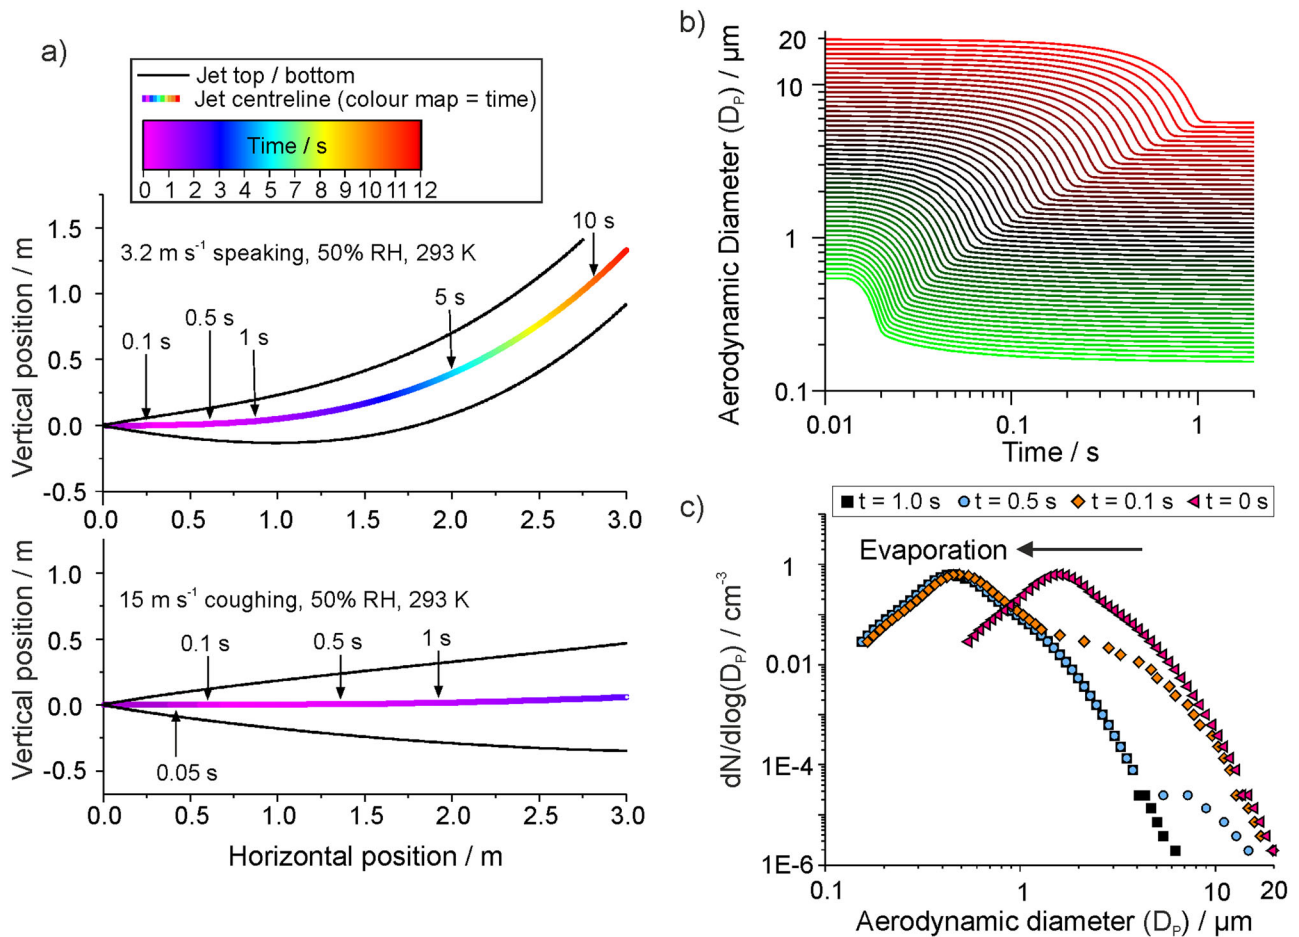 a)
Jet top / bottom
Jet centreline (colour map = time)
Time / s
0 1 2 3 4 5 6 7 8 9 10 11 12
Vertical position / m
1.5
1.0
0.5
0.0
-0.5
3.2 m s⁻¹ speaking, 50% RH, 293 K
0.1 s
0.5 s
1 s
5 s
10 s
0.0 0.5 1.0 1.5 2.0 2.5 3.0
Vertical position / m
1.0
0.5
0.0
-0.5
15 m s⁻¹ coughing, 50% RH, 293 K
0.1 s
0.5 s
1 s
0.05 s
0.0 0.5 1.0 1.5 2.0 2.5 3.0
Horizontal position / m
b)
Aerodynamic Diameter (Dₚ) / µm
20
10
1
0.1
0.01 0.1 1
Time / s
c)
t = 1.0 s t = 0.5 s t = 0.1 s t = 0 s
Evaporation
dN/dlog(Dₚ) / cm⁻³
1
0.01
1E-4
1E-6
0.1 1 10 20
Aerodynamic diameter (Dₚ) / µm